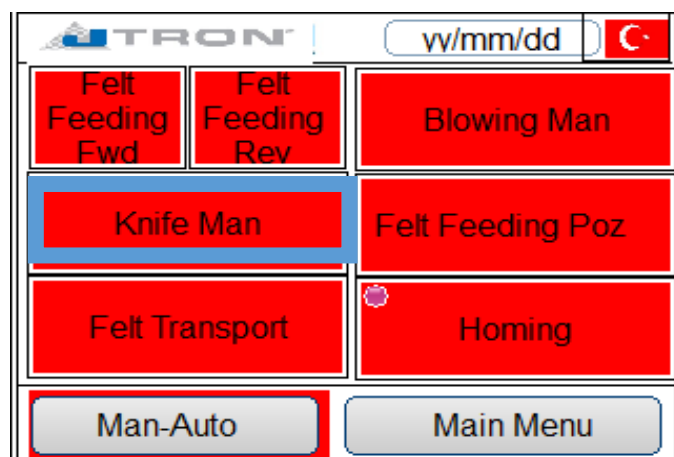 UTRON
yy/mm/dd
Felt
Feeding
Fwd
Felt
Feeding
Rev
Blowing Man
Knife Man
Felt Feeding Poz
Felt Transport
Homing
Man-Auto
Main Menu